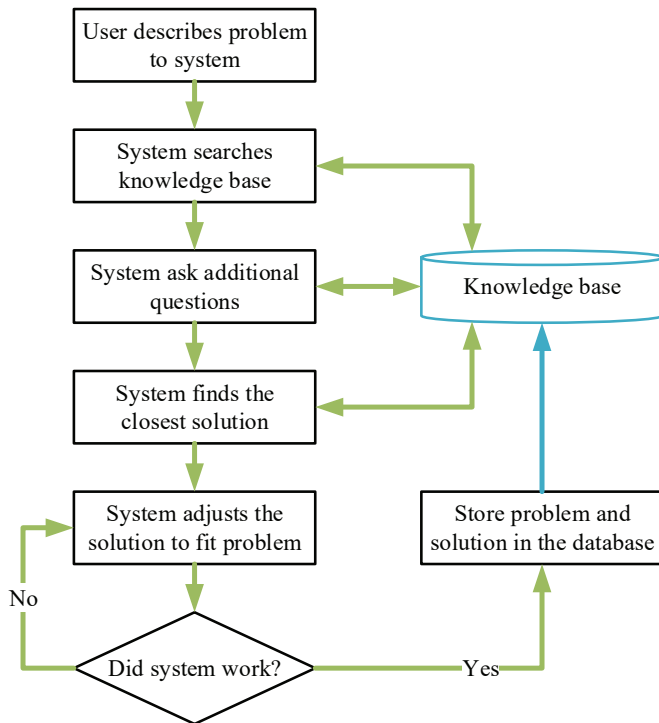 User describes problem
to system
System searches
knowledge base
System ask additional
questions
Knowledge base
System finds the
closest solution
System adjusts the
solution to fit problem
Store problem and
solution in the database
No
Did system work?
Yes